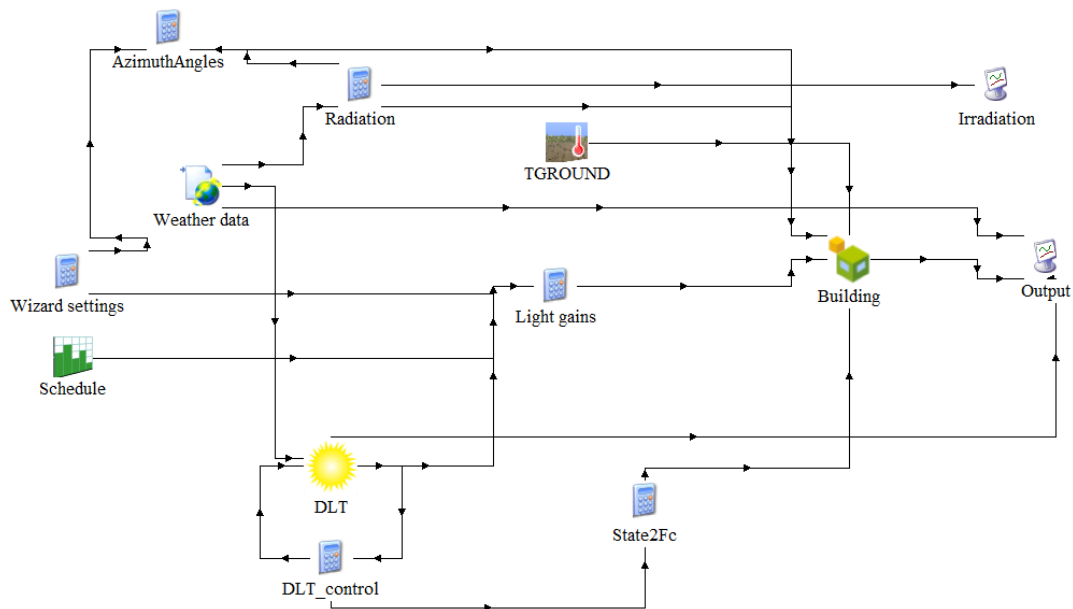 AzimuthAngles
Radiation
Irradiation
TGROUND
Weather data
Wizard settings
Light gains
Building
Output
Schedule
DLT
State2Fc
DLT_control